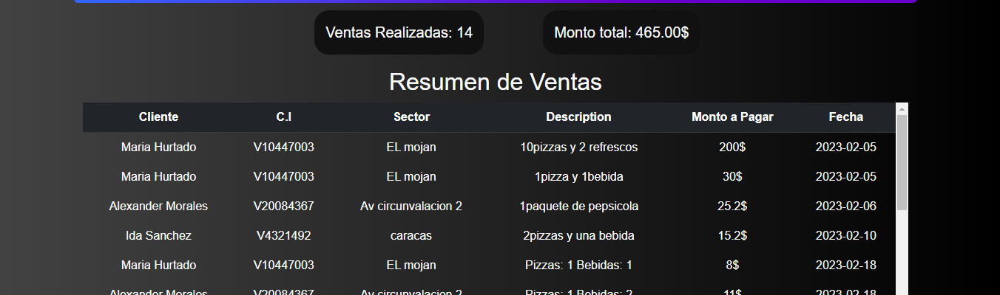 Ventas Realizadas: 14
Monto total: 465.00$
Resumen de Ventas
Cliente C.I Sector Description Monto a Pagar Fecha
Maria Hurtado V10447003 EL mojan 10pizzas y 2 refrescos 200$ 2023-02-05
Maria Hurtado V10447003 EL mojan 1pizza y 1bebida 30$ 2023-02-05
Alexander Morales V20084367 Av circunvalacion 2 1paquete de pepsicola 25.2$ 2023-02-06
Ida Sanchez V4321492 caracas 2pizzas y una bebida 15.2$ 2023-02-10
Maria Hurtado V10447003 EL mojan Pizzas: 1 Bebidas: 1 8$ 2023-02-18
Alexander Morales V20084367 Av circunvalacion 2 Pizzas: 1 Bebidas: 2 11$ 2023-02-18